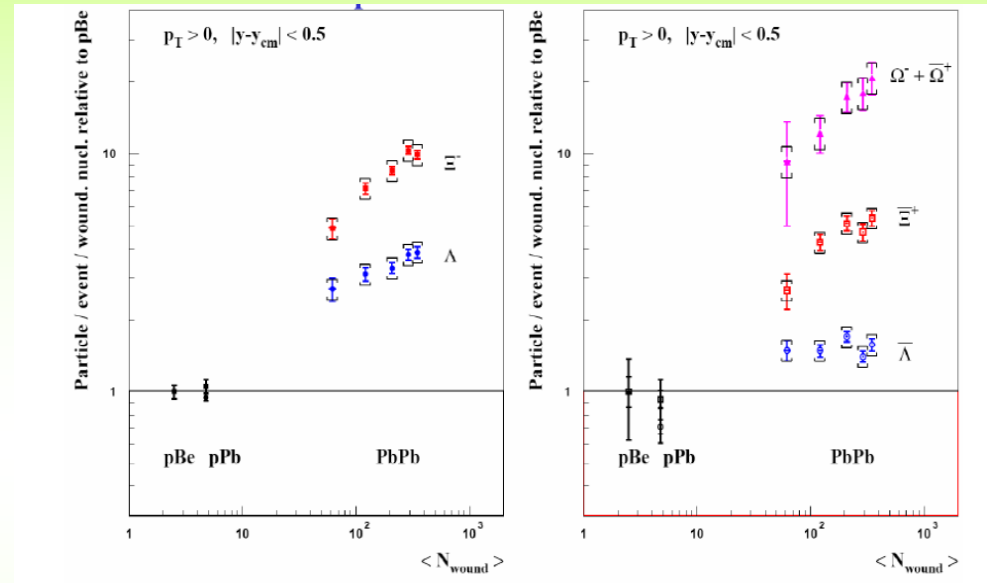 Particle / event / wound. nucl. relative to pBe
p_T > 0, |y-y_cm| < 0.5
10
1
Ξ⁻
Λ
pBe pPb PbPb
1 10 10² 10³
< N_wound >
Particle / event / wound. nucl. relative to pBe
p_T > 0, |y-y_cm| < 0.5
10
1
Ω⁻ + Ω̅⁺
Ξ̅⁺
Λ̅
pBe pPb PbPb
1 10 10² 10³
< N_wound >